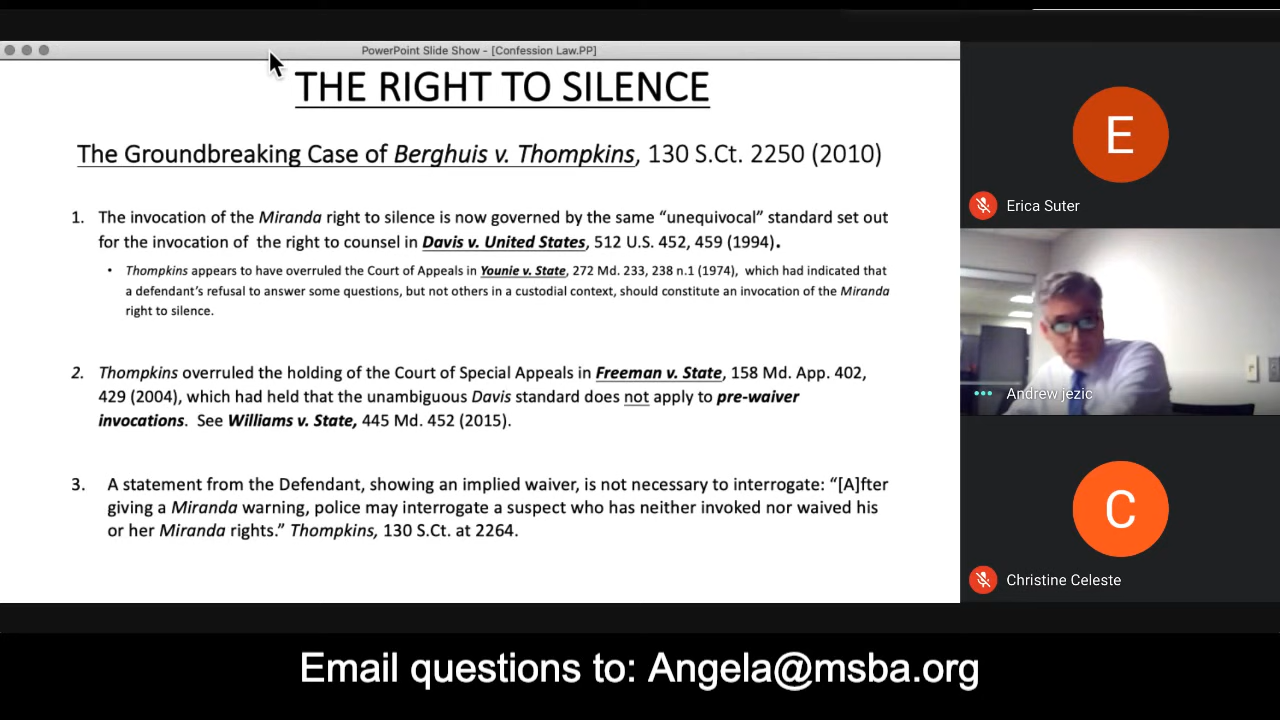 PowerPoint Slide Show - [Confession Law.PP]
THE RIGHT TO SILENCE
The Groundbreaking Case of Berghuis v. Thompkins, 130 S.Ct. 2250 (2010)
1. The invocation of the Miranda right to silence is now governed by the same “unequivocal” standard set out
for the invocation of the right to counsel in Davis v. United States, 512 U.S. 452, 459 (1994).
• Thompkins appears to have overruled the Court of Appeals in Younie v. State, 272 Md. 233, 238 n.1 (1974), which had indicated that
a defendant’s refusal to answer some questions, but not others in a custodial context, should constitute an invocation of the Miranda
right to silence.
2. Thompkins overruled the holding of the Court of Special Appeals in Freeman v. State, 158 Md. App. 402,
429 (2004), which had held that the unambiguous Davis standard does not apply to pre-waiver
invocations. See Williams v. State, 445 Md. 452 (2015).
3. A statement from the Defendant, showing an implied waiver, is not necessary to interrogate: “[A]fter
giving a Miranda warning, police may interrogate a suspect who has neither invoked nor waived his
or her Miranda rights.” Thompkins, 130 S.Ct. at 2264.
E
Erica Suter
Andrew jezic
C
Christine Celeste
Email questions to: Angela@msba.org